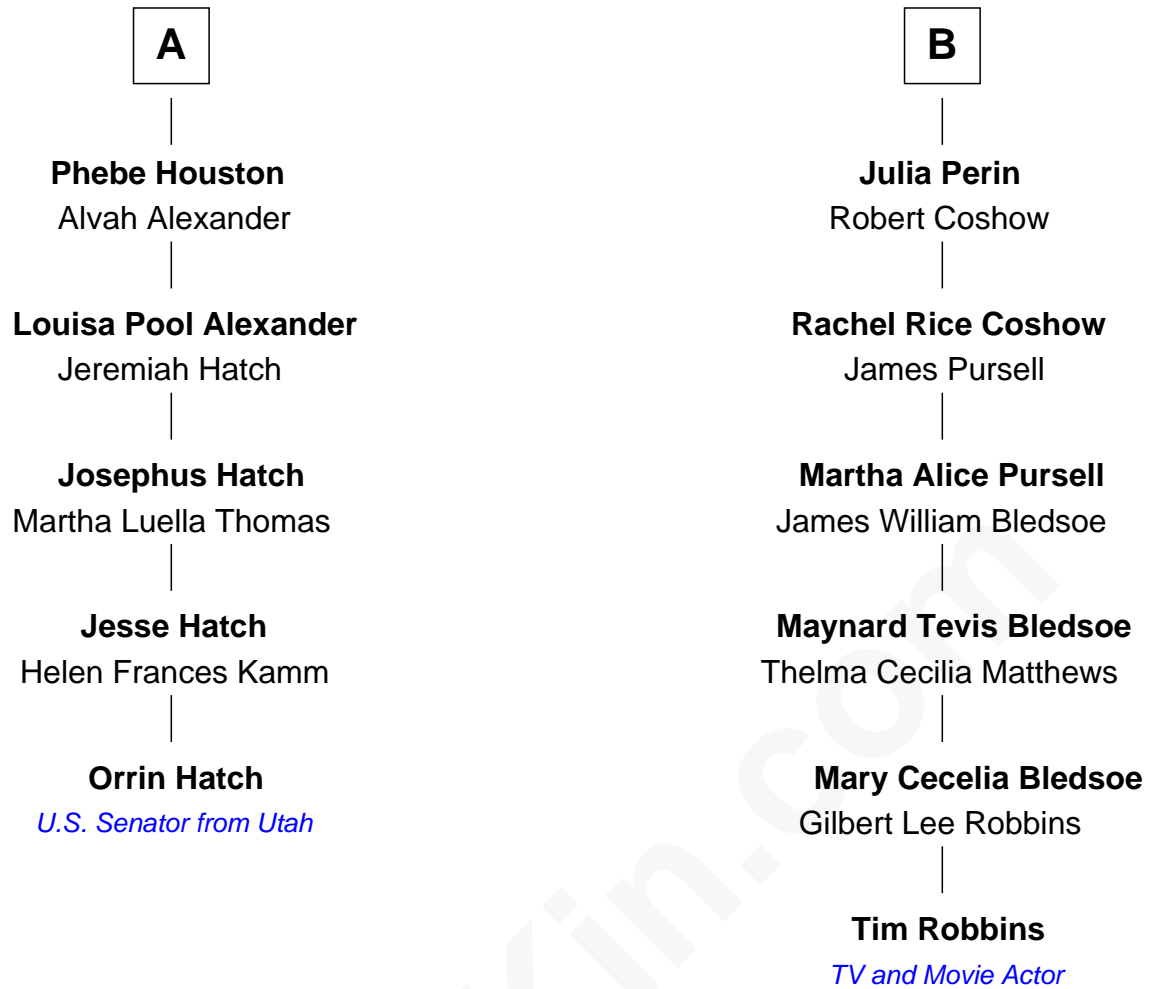 A
Phebe Houston
Alvah Alexander
Louisa Pool Alexander
Jeremiah Hatch
Josephus Hatch
Martha Luella Thomas
Jesse Hatch
Helen Frances Kamm
Orrin Hatch
U.S. Senator from Utah
B
Julia Perin
Robert Coshow
Rachel Rice Coshow
James Pursell
Martha Alice Pursell
James William Bledsoe
Maynard Tevis Bledsoe
Thelma Cecilia Matthews
Mary Cecelia Bledsoe
Gilbert Lee Robbins
Tim Robbins
TV and Movie Actor